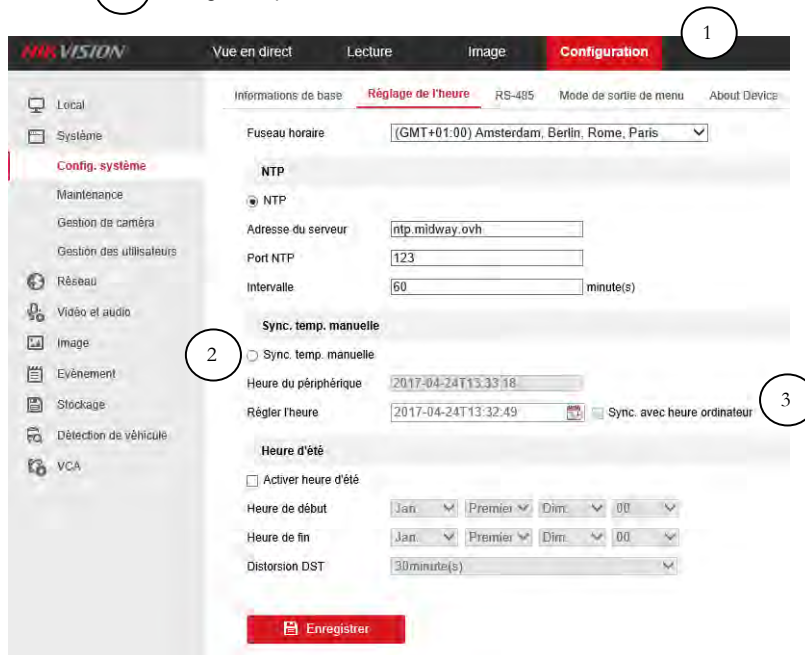 1
HIKVISION Vue en direct Lecture Image Configuration
Informations de base Réglage de l'heure RS-485 Mode de sortie de menu About Device
Local
Système
Config. système
Maintenance
Gestion de caméra
Gestion des utilisateurs
Réseau
Vidéo et audio
Image
Evènement
Stockage
Détection de véhicule
VCA
Fuseau horaire (GMT+01:00) Amsterdam, Berlin, Rome, Paris
NTP
NTP
Adresse du serveur ntp.midway.ovh
Port NTP 123
Intervalle 60 minute(s)
Sync. temp. manuelle
2 Sync. temp. manuelle
Heure du périphérique 2017-04-24T13:33:18
Régler l'heure 2017-04-24T13:32:49 Sync. avec heure ordinateur 3
Heure d'été
Activer heure d'été
Heure de début Jan. Premier Dim. 00
Heure de fin Jan. Premier Dim. 00
Distorsion DST 30minute(s)
Enregistrer